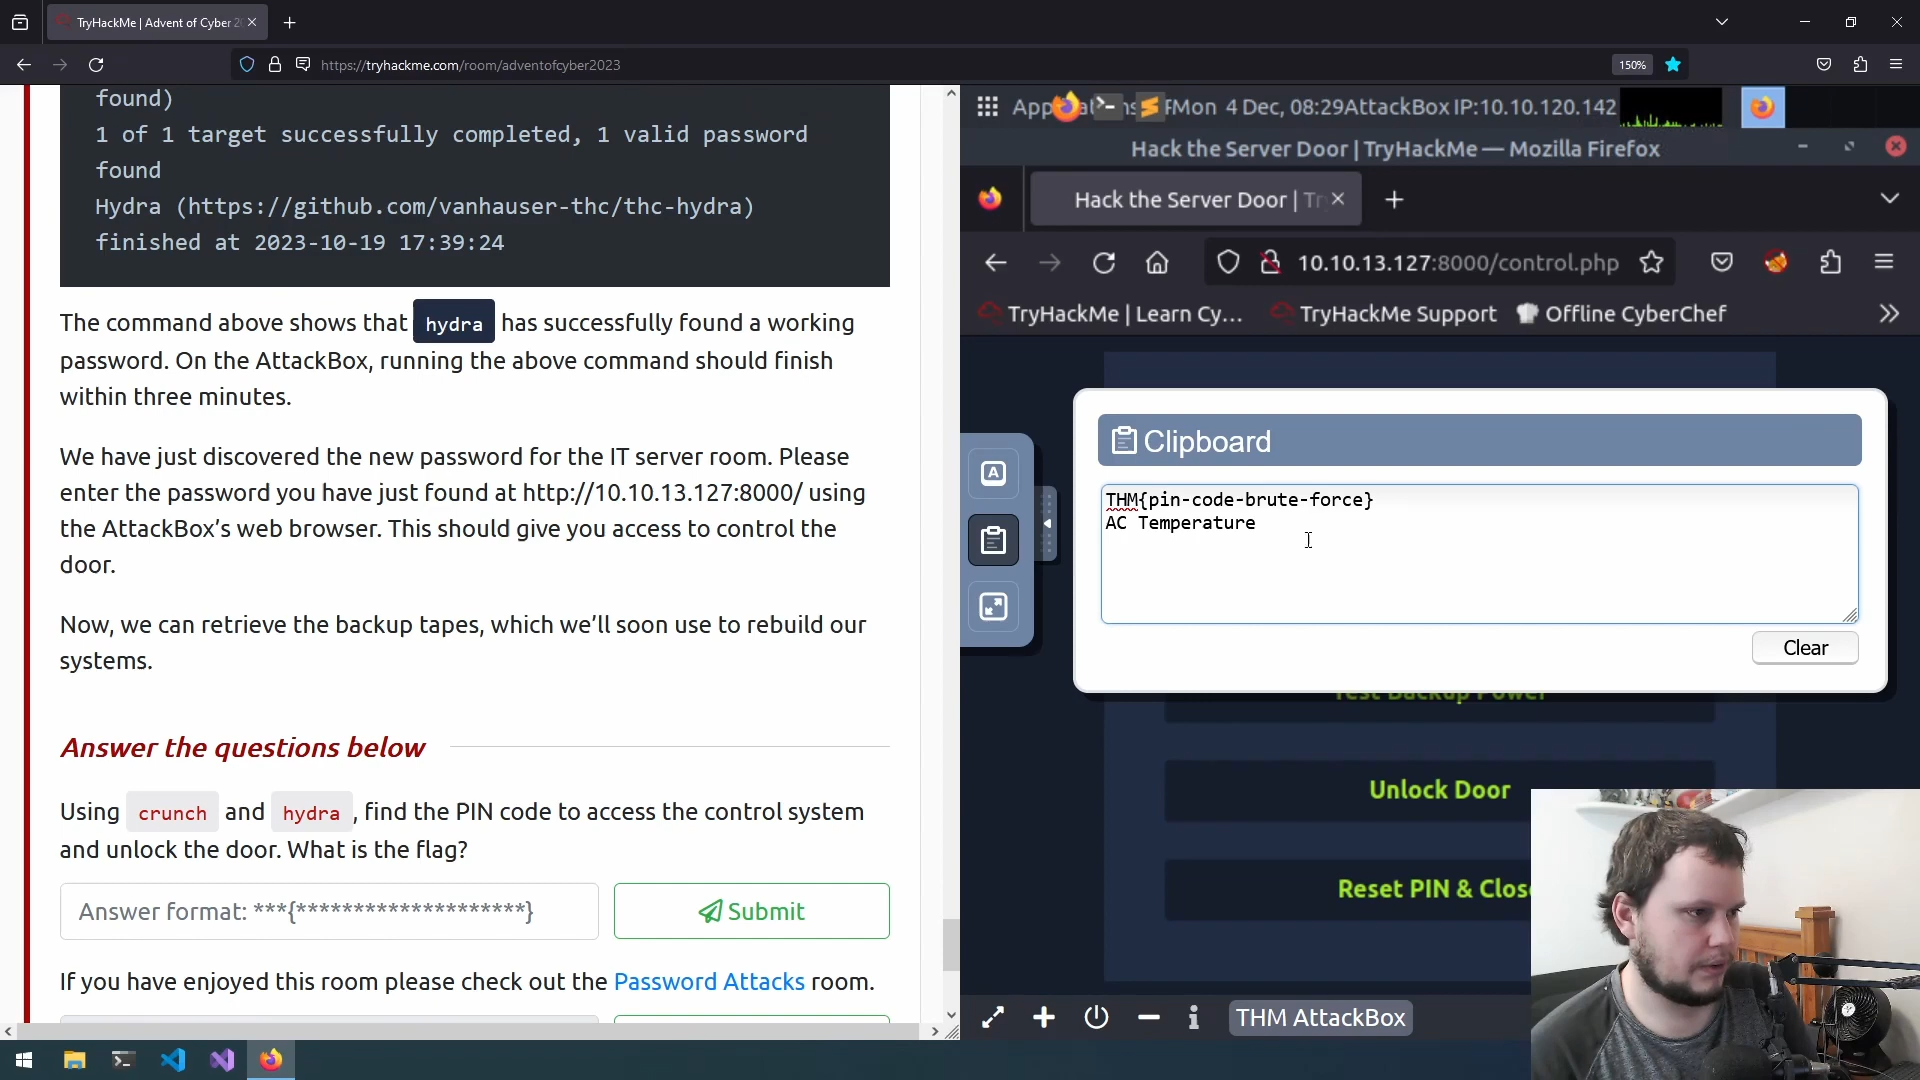 TryHackMe | Advent of Cyber 20
https://tryhackme.com/room/adventofcyber2023
150%
found)
1 of 1 target successfully completed, 1 valid password
found
Hydra (https://github.com/vanhauser-thc/thc-hydra)
finished at 2023-10-19 17:39:24
The command above shows that hydra has successfully found a working
password. On the AttackBox, running the above command should finish
within three minutes.
We have just discovered the new password for the IT server room. Please
enter the password you have just found at http://10.10.13.127:8000/ using
the AttackBox's web browser. This should give you access to control the
door.
Now, we can retrieve the backup tapes, which we'll soon use to rebuild our
systems.
Answer the questions below
Using crunch and hydra, find the PIN code to access the control system
and unlock the door. What is the flag?
Answer format: ***{********************}
Submit
If you have enjoyed this room please check out the Password Attacks room.
Mon 4 Dec, 08:29 AttackBox IP:10.10.120.142
Hack the Server Door | TryHackMe — Mozilla Firefox
Hack the Server Door | Tr
10.10.13.127:8000/control.php
TryHackMe | Learn Cy...
TryHackMe Support
Offline CyberChef
A
Clipboard
THM{pin-code-brute-force}
AC Temperature
Clear
Test Backup Power
Unlock Door
Reset PIN & Close
THM AttackBox